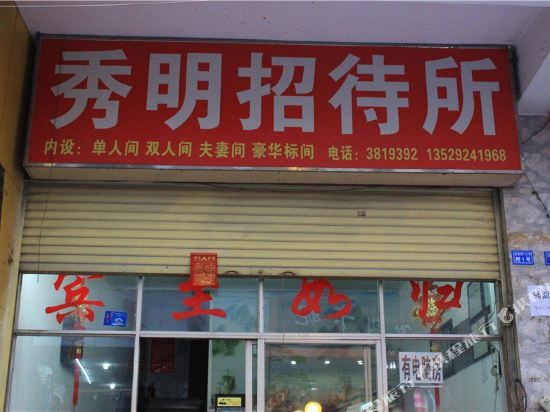 秀明招待所
内设：单人间 双人间 夫妻间 豪华标间 电话：3819392 13529241968
宾至如归
有电脑房